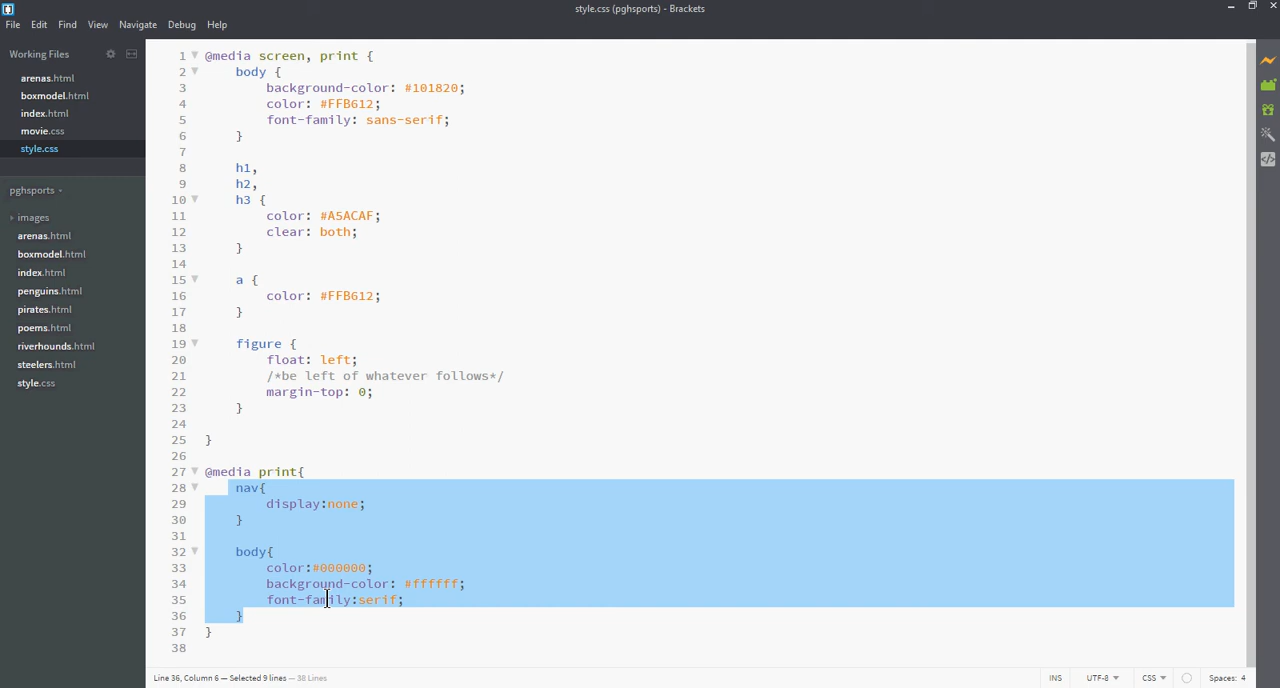 style.css (pghsports) - Brackets
File Edit Find View Navigate Debug Help
Working Files
arenas.html
boxmodel.html
index.html
movie.css
style.css
pghsports
images
arenas.html
boxmodel.html
index.html
penguins.html
pirates.html
poems.html
riverhounds.html
steelers.html
style.css
1 @media screen, print {
2 body {
3 background-color: #101820;
4 color: #FFB612;
5 font-family: sans-serif;
6 }
7
8 h1,
9 h2,
10 h3 {
11 color: #A5ACAF;
12 clear: both;
13 }
14
15 a {
16 color: #FFB612;
17 }
18
19 figure {
20 float: left;
21 /*be left of whatever follows*/
22 margin-top: 0;
23 }
24
25 }
26
27 @media print{
28 nav{
29 display:none;
30 }
31
32 body{
33 color:#000000;
34 background-color: #ffffff;
35 font-family:serif;
36 }
37 }
38
Line 36, Column 6 — Selected 9 lines — 38 Lines
INS UTF-8 CSS Spaces: 4